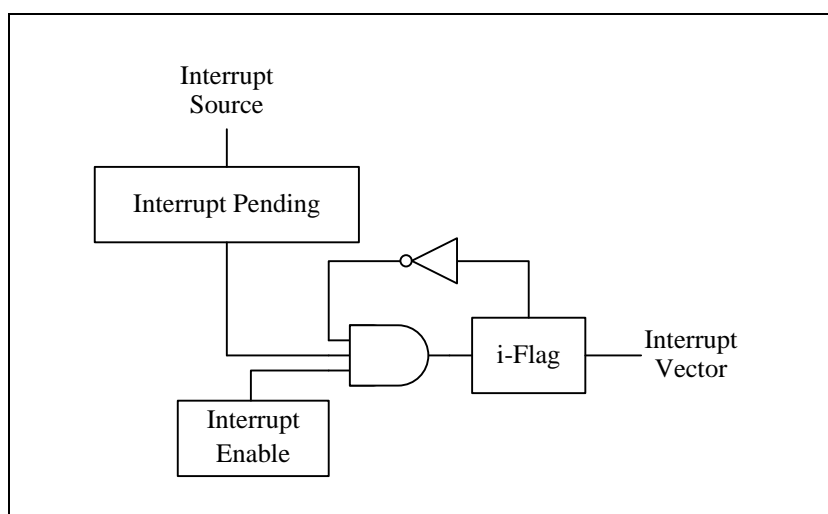 Interrupt
Source
Interrupt Pending
i-Flag
Interrupt
Vector
Interrupt
Enable